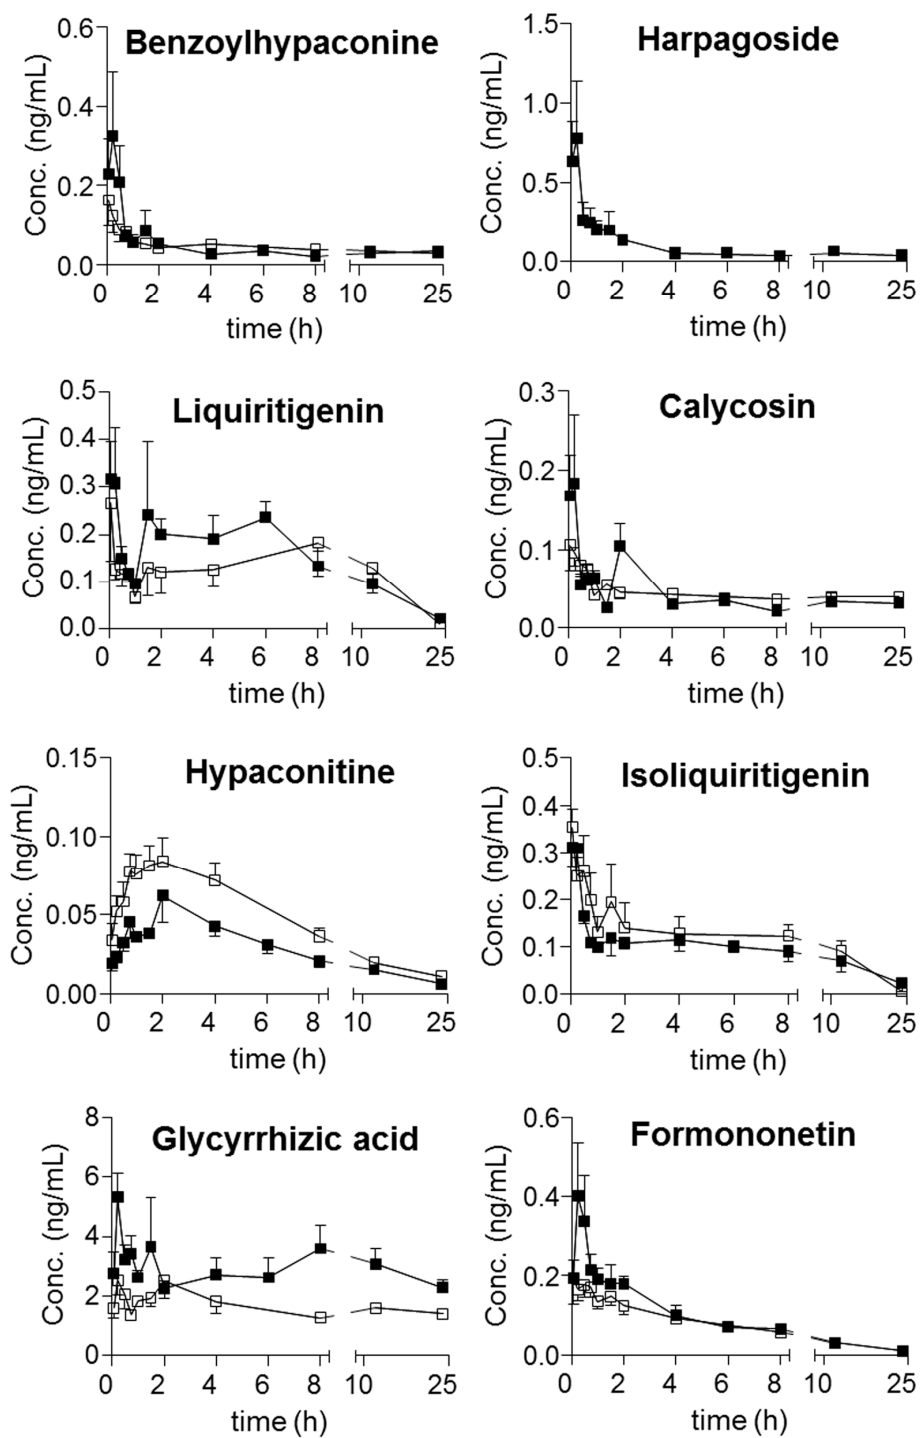 Benzoylhypaconine
Conc. (ng/mL)
0.6
0.4
0.2
0.0
0 2 4 6 8 10 25
time (h)
Harpagoside
Conc. (ng/mL)
1.5
1.0
0.5
0.0
0 2 4 6 8 10 25
time (h)
Liquiritigenin
Conc. (ng/mL)
0.5
0.4
0.3
0.2
0.1
0.0
0 2 4 6 8 10 25
time (h)
Calycosin
Conc. (ng/mL)
0.3
0.2
0.1
0.0
0 2 4 6 8 10 25
time (h)
Hypaconitine
Conc. (ng/mL)
0.15
0.10
0.05
0.00
0 2 4 6 8 10 25
time (h)
Isoliquiritigenin
Conc. (ng/mL)
0.5
0.4
0.3
0.2
0.1
0.0
0 2 4 6 8 10 25
time (h)
Glycyrrhizic acid
Conc. (ng/mL)
8
6
4
2
0
0 2 4 6 8 10 25
time (h)
Formononetin
Conc. (ng/mL)
0.6
0.4
0.2
0.0
0 2 4 6 8 10 25
time (h)